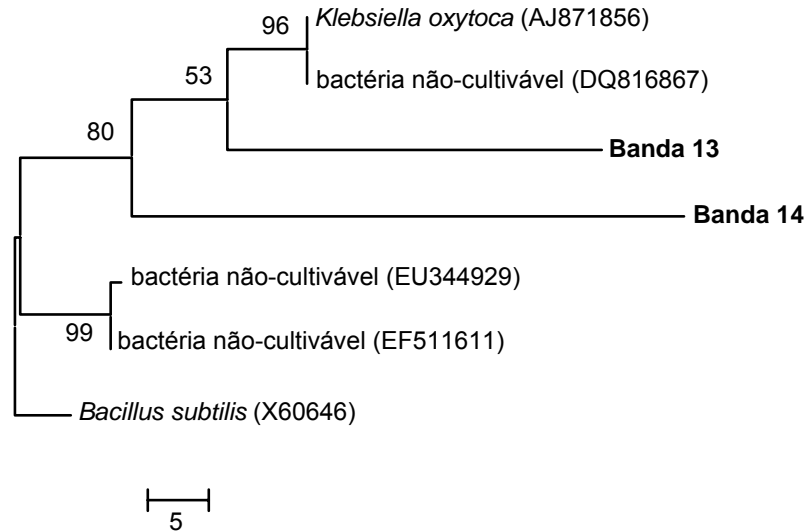 96
Klebsiella oxytoca (AJ871856)
53
bactéria não-cultivável (DQ816867)
80
Banda 13
Banda 14
bactéria não-cultivável (EU344929)
99
bactéria não-cultivável (EF511611)
Bacillus subtilis (X60646)
5